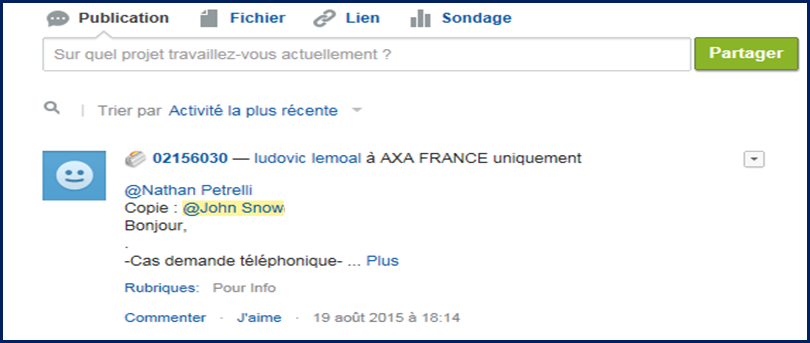 Publication Fichier Lien Sondage
Sur quel projet travaillez-vous actuellement ? Partager
| Trier par Activité la plus récente
02156030 — ludovic lemoal à AXA FRANCE uniquement
@Nathan Petrelli
Copie : @John Snow
Bonjour,
.
-Cas demande téléphonique- ... Plus
Rubriques: Pour Info
Commenter · J'aime · 19 août 2015 à 18:14